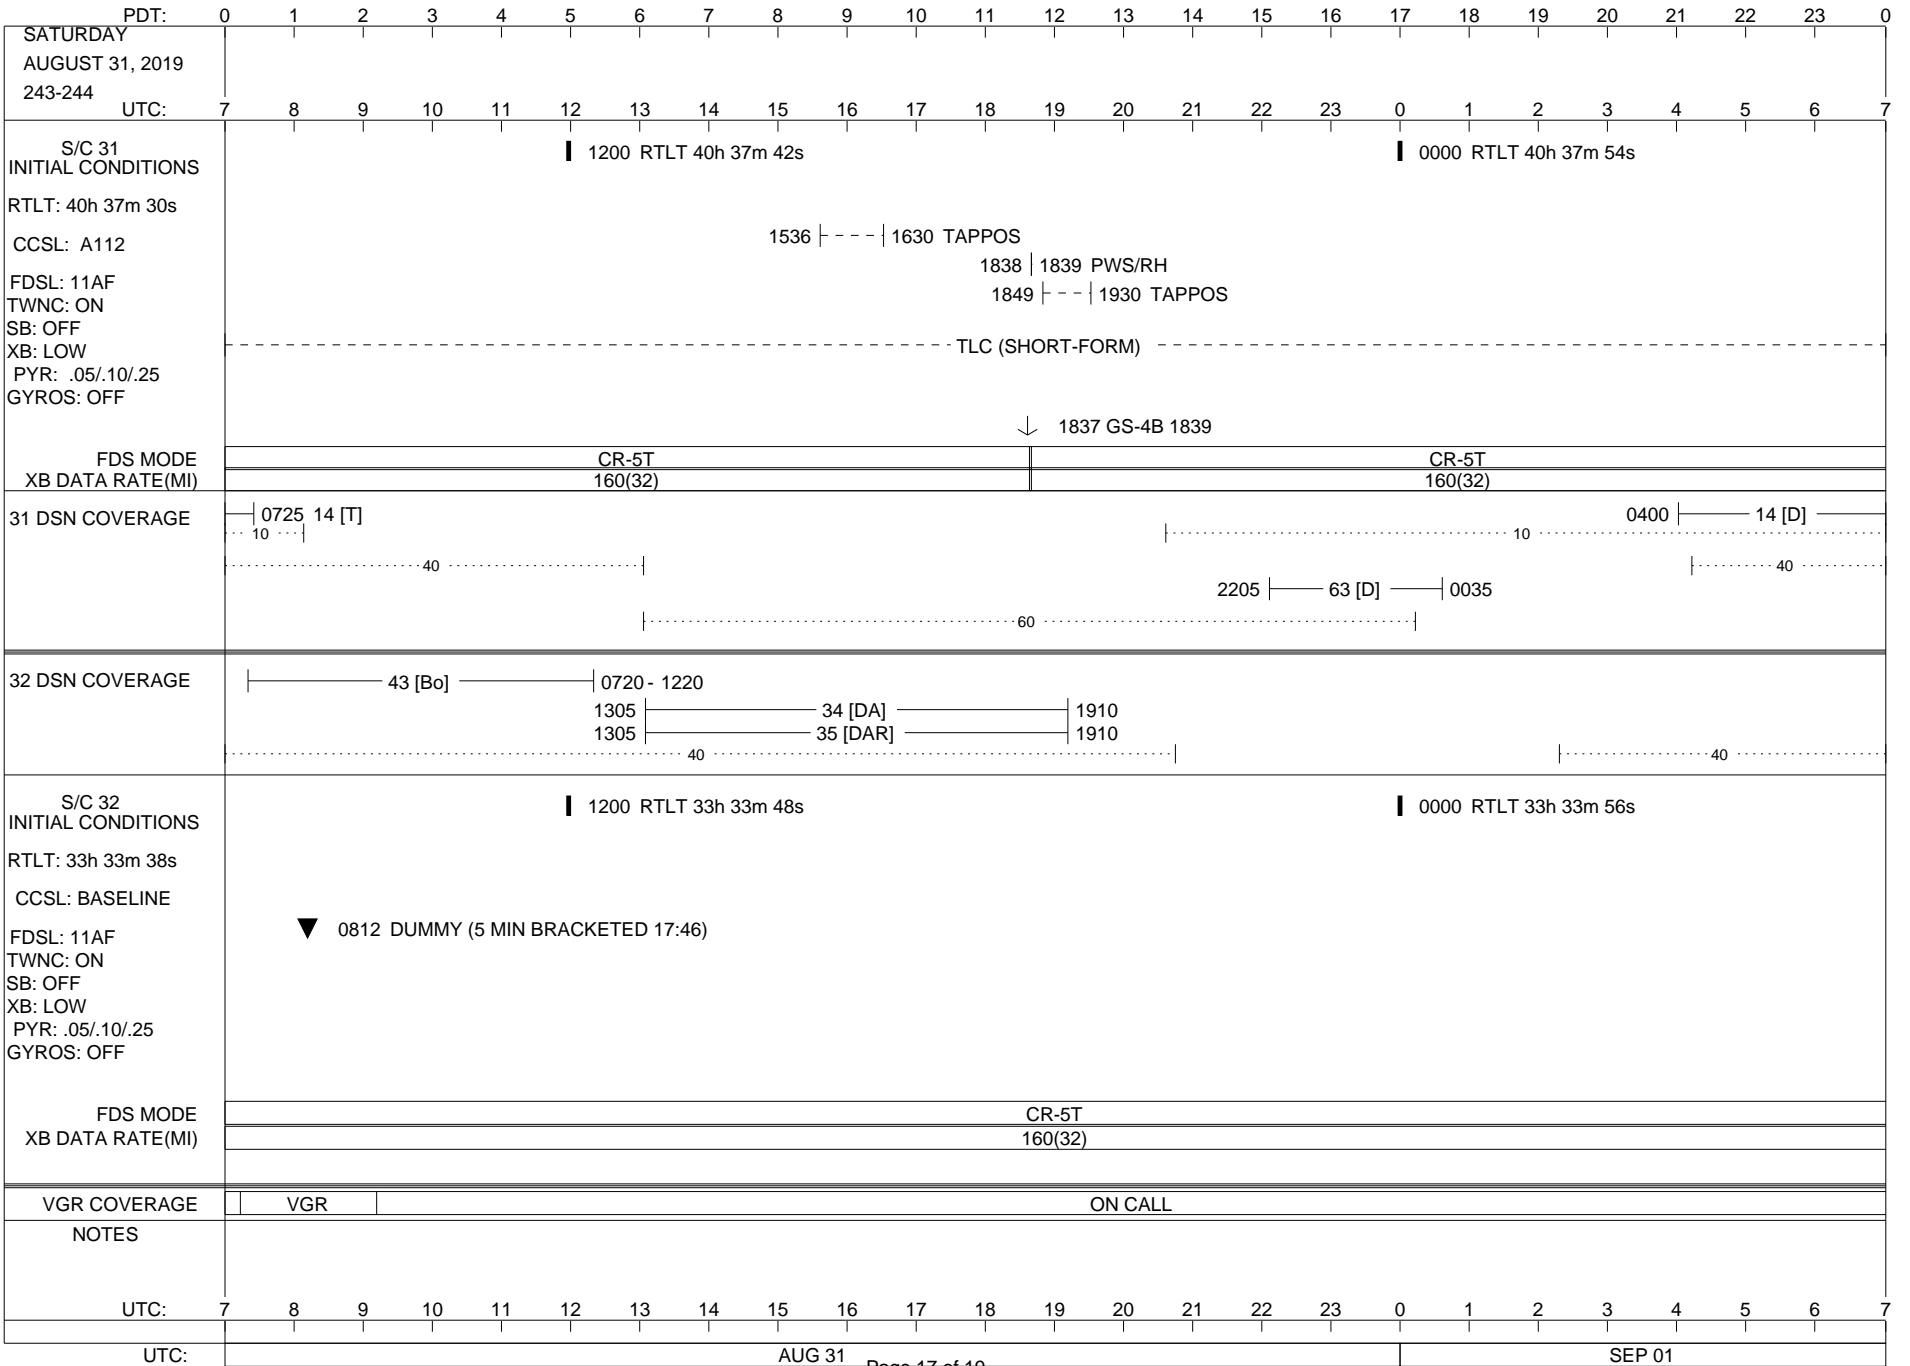 PDT: 0 1 2 3 4 5 6 7 8 9 10 11 12 13 14 15 16 17 18 19 20 21 22 23 0
SATURDAY
AUGUST 31, 2019
243-244
UTC: 7 8 9 10 11 12 13 14 15 16 17 18 19 20 21 22 23 0 1 2 3 4 5 6 7
S/C 31
INITIAL CONDITIONS
1200 RTLT 40h 37m 42s
0000 RTLT 40h 37m 54s
RTLT: 40h 37m 30s
1536 1630 TAPPOS
CCSL: A112
1838 1839 PWS/RH
FDSL: 11AF
1849 1930 TAPPOS
TWNC: ON
SB: OFF
XB: LOW
TLC (SHORT-FORM)
PYR: .05/.10/.25
GYROS: OFF
1837 GS-4B 1839
FDS MODE CR-5T CR-5T
XB DATA RATE(MI) 160(32) 160(32)
31 DSN COVERAGE 0725 14 [T] 0400 14 [D]
10 10
40 40
2205 63 [D] 0035
60
32 DSN COVERAGE 43 [Bo] 0720 - 1220
1305 34 [DA] 1910
1305 35 [DAR] 1910
40 40
S/C 32
INITIAL CONDITIONS
1200 RTLT 33h 33m 48s
0000 RTLT 33h 33m 56s
RTLT: 33h 33m 38s
CCSL: BASELINE
0812 DUMMY (5 MIN BRACKETED 17:46)
FDSL: 11AF
TWNC: ON
SB: OFF
XB: LOW
PYR: .05/.10/.25
GYROS: OFF
FDS MODE CR-5T
XB DATA RATE(MI) 160(32)
VGR COVERAGE VGR ON CALL
NOTES
UTC: 7 8 9 10 11 12 13 14 15 16 17 18 19 20 21 22 23 0 1 2 3 4 5 6 7
UTC: AUG 31 SEP 01
Page 17 of 19